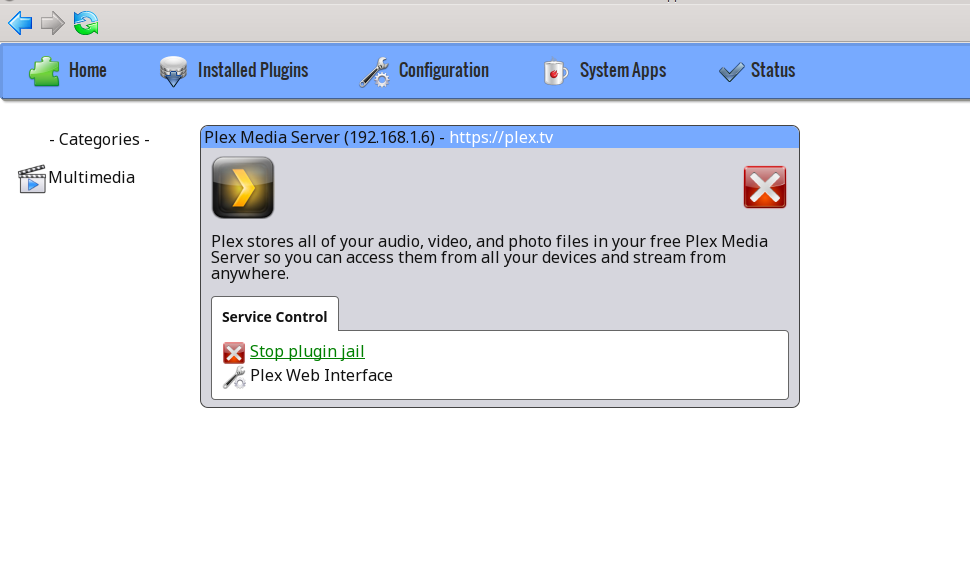 Home
Installed Plugins
Configuration
System Apps
Status
- Categories -
Multimedia
Plex Media Server (192.168.1.6) - https://plex.tv
Plex stores all of your audio, video, and photo files in your free Plex Media
Server so you can access them from all your devices and stream from
anywhere.
Service Control
Stop plugin jail
Plex Web Interface